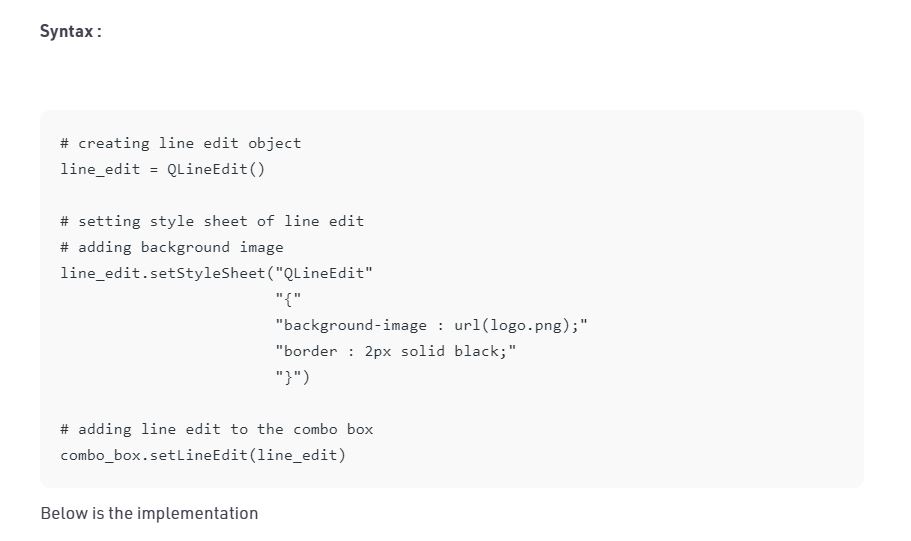 Syntax :
# creating line edit object
line_edit = QLineEdit()
# setting style sheet of line edit
# adding background image
line_edit.setStyleSheet("QLineEdit"
"{"
"background-image : url(logo.png);"
"border : 2px solid black;"
"}")
# adding line edit to the combo box
combo_box.setLineEdit(line_edit)
Below is the implementation